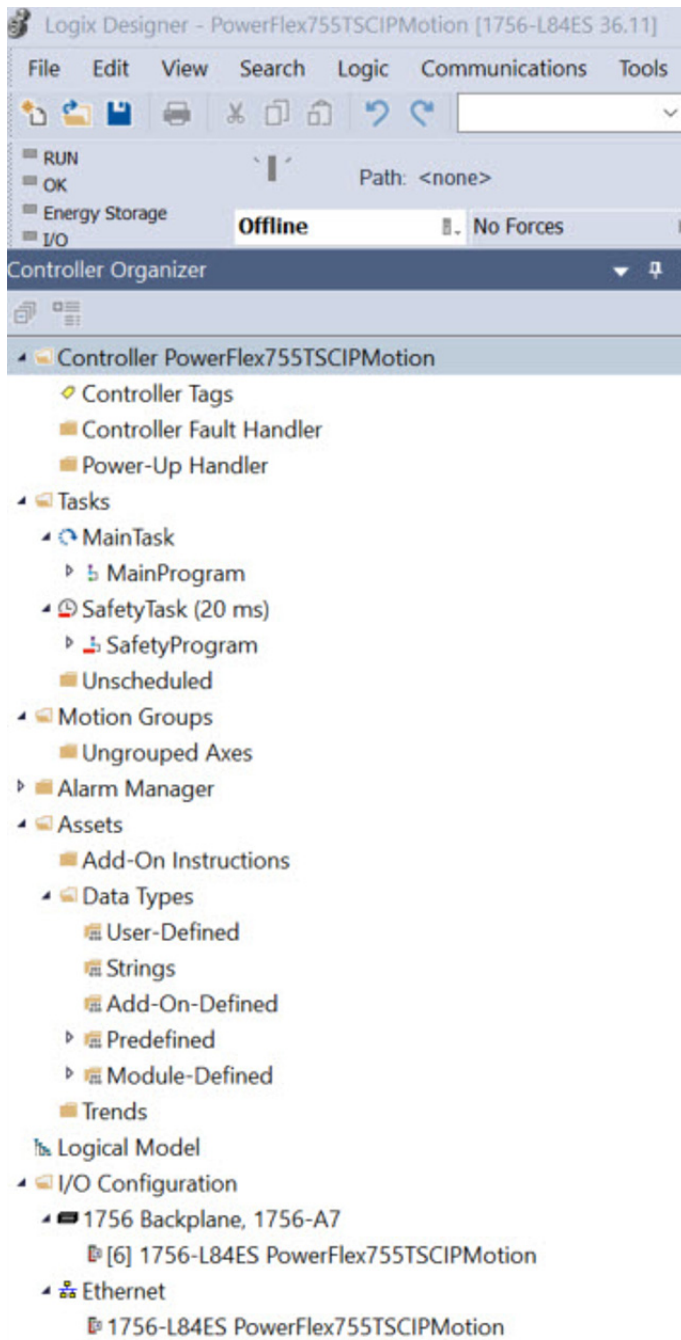 Logix Designer - PowerFlex755TSCIPMotion [1756-L84ES 36.11]
File Edit View Search Logic Communications Tools
RUN
OK
Energy Storage
I/O
Path: <none>
Offline
No Forces
Controller Organizer
Controller PowerFlex755TSCIPMotion
Controller Tags
Controller Fault Handler
Power-Up Handler
Tasks
MainTask
MainProgram
SafetyTask (20 ms)
SafetyProgram
Unscheduled
Motion Groups
Ungrouped Axes
Alarm Manager
Assets
Add-On Instructions
Data Types
User-Defined
Strings
Add-On-Defined
Predefined
Module-Defined
Trends
Logical Model
I/O Configuration
1756 Backplane, 1756-A7
[6] 1756-L84ES PowerFlex755TSCIPMotion
Ethernet
1756-L84ES PowerFlex755TSCIPMotion